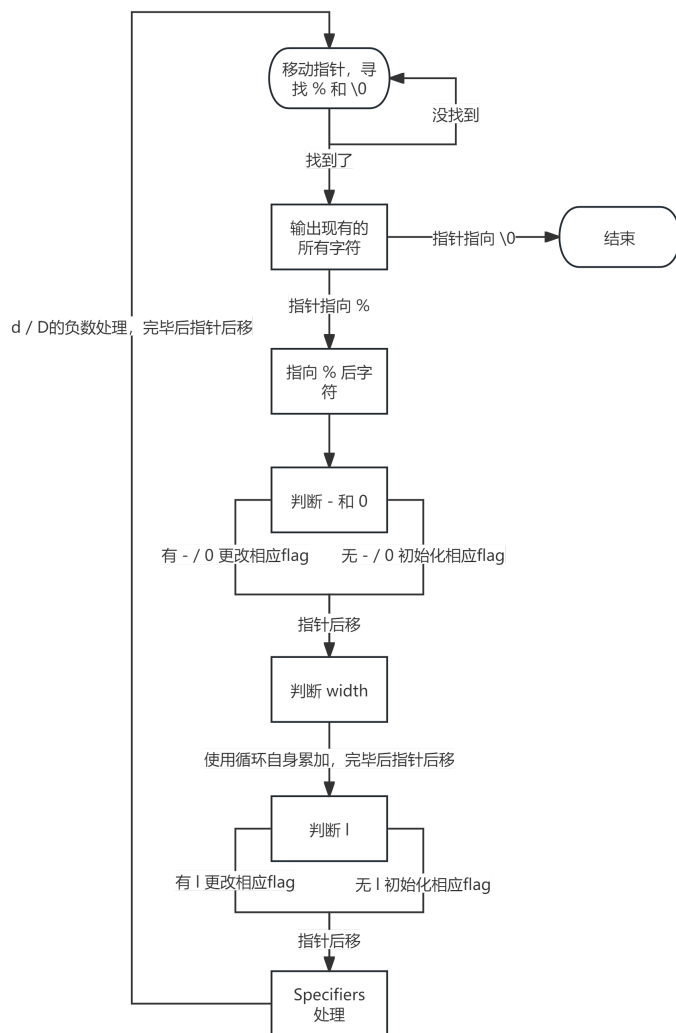 移动指针，寻
找 % 和 \0
没找到
找到了
输出现有的
所有字符
指针指向 \0
结束
指针指向 %
d / D的负数处理，完毕后指针后移
指向 % 后字
符
判断 - 和 0
有 - / 0 更改相应flag
无 - / 0 初始化相应flag
指针后移
判断 width
使用循环自身累加，完毕后指针后移
判断 l
有 l 更改相应flag
无 l 初始化相应flag
指针后移
Specifiers
处理